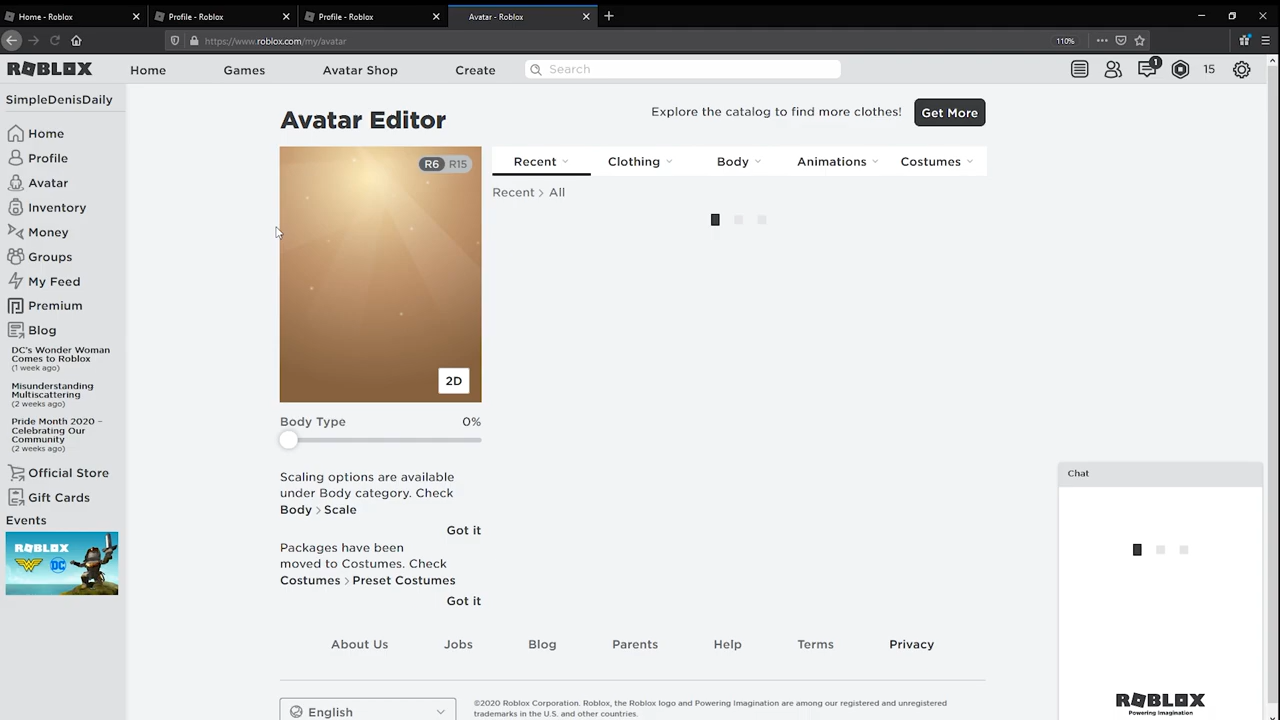 Home - Roblox
Profile - Roblox
Profile - Roblox
Avatar - Roblox
https://www.roblox.com/my/avatar
110%
ROBLOX
Home
Games
Avatar Shop
Create
Search
1
15
SimpleDenisDaily
Home
Profile
Avatar
Inventory
Money
Groups
My Feed
Premium
Blog
DC's Wonder Woman
Comes to Roblox
(1 week ago)
Misunderstanding
Multiscattering
(2 weeks ago)
Pride Month 2020 –
Celebrating Our
Community
(2 weeks ago)
Official Store
Gift Cards
Events
ROBLOX
DC
Avatar Editor
Explore the catalog to find more clothes!
Get More
R6 R15
2D
Recent
Clothing
Body
Animations
Costumes
Recent > All
Body Type 0%
Scaling options are available
under Body category. Check
Body > Scale
Got it
Packages have been
moved to Costumes. Check
Costumes > Preset Costumes
Got it
About Us
Jobs
Blog
Parents
Help
Terms
Privacy
English
©2020 Roblox Corporation. Roblox, the Roblox logo and Powering Imagination are among our registered and unregistered
trademarks in the U.S. and other countries.
Chat
ROBLOX
Powering Imagination